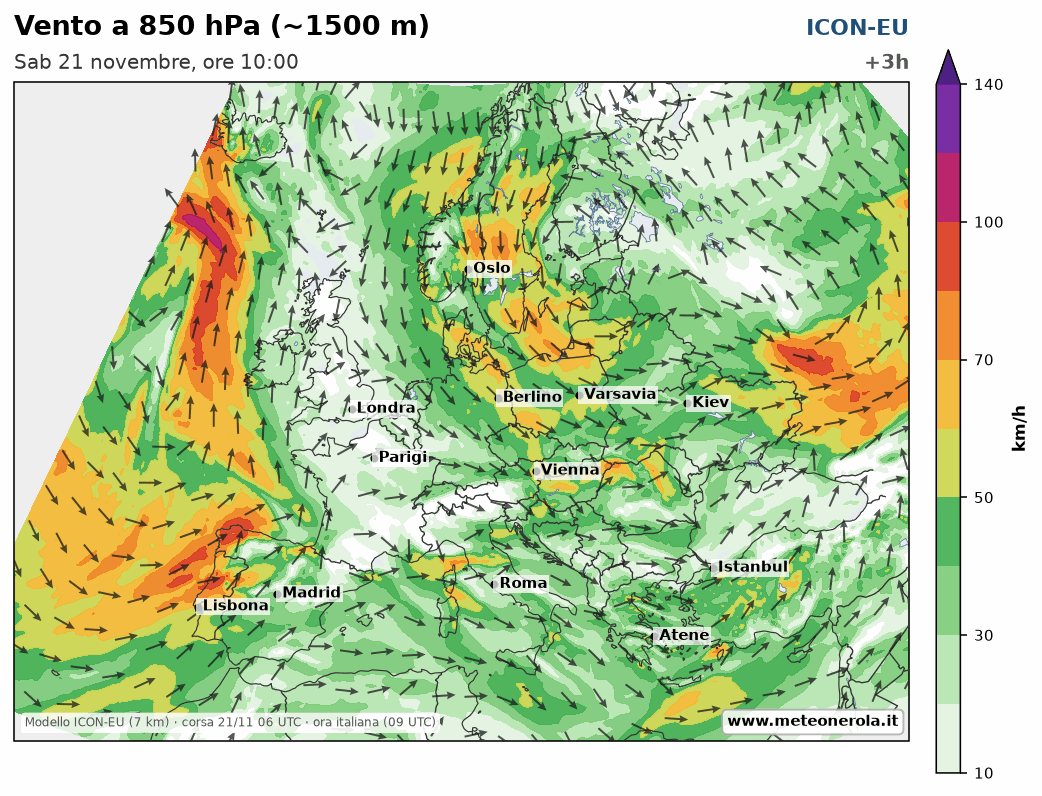 Vento a 850 hPa (~1500 m)
ICON-EU
Sab 21 novembre, ore 10:00
+3h
140
100
70
50
30
10
km/h
Oslo
Berlino
Varsavia
Kiev
Londra
Parigi
Vienna
Istanbul
Roma
Madrid
Lisbona
Atene
Modello ICON-EU (7 km) · corsa 21/11 06 UTC · ora italiana (09 UTC)
www.meteonerola.it